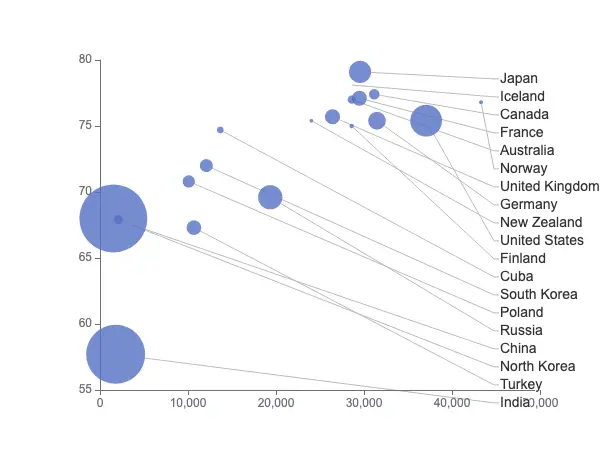 80
75
70
65
60
55
0
10,000
20,000
30,000
40,000
50,000
Japan
Iceland
Canada
France
Australia
Norway
United Kingdom
Germany
New Zealand
United States
Finland
Cuba
South Korea
Poland
Russia
China
North Korea
Turkey
India